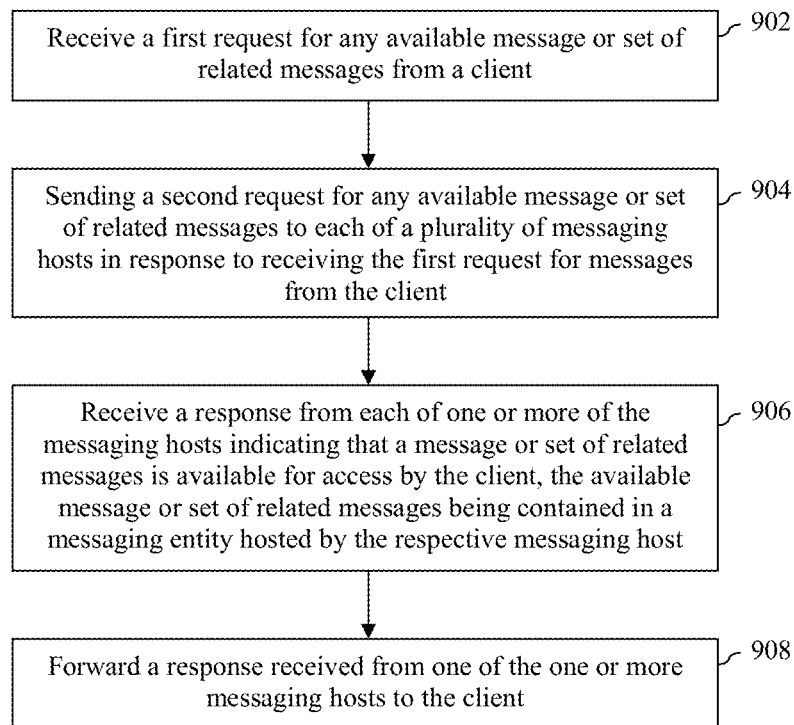 Receive a first request for any available message or set of
related messages from a client
902
Sending a second request for any available message or set
of related messages to each of a plurality of messaging
hosts in response to receiving the first request for messages
from the client
904
Receive a response from each of one or more of the
messaging hosts indicating that a message or set of related
messages is available for access by the client, the available
message or set of related messages being contained in a
messaging entity hosted by the respective messaging host
906
Forward a response received from one of the one or more
messaging hosts to the client
908